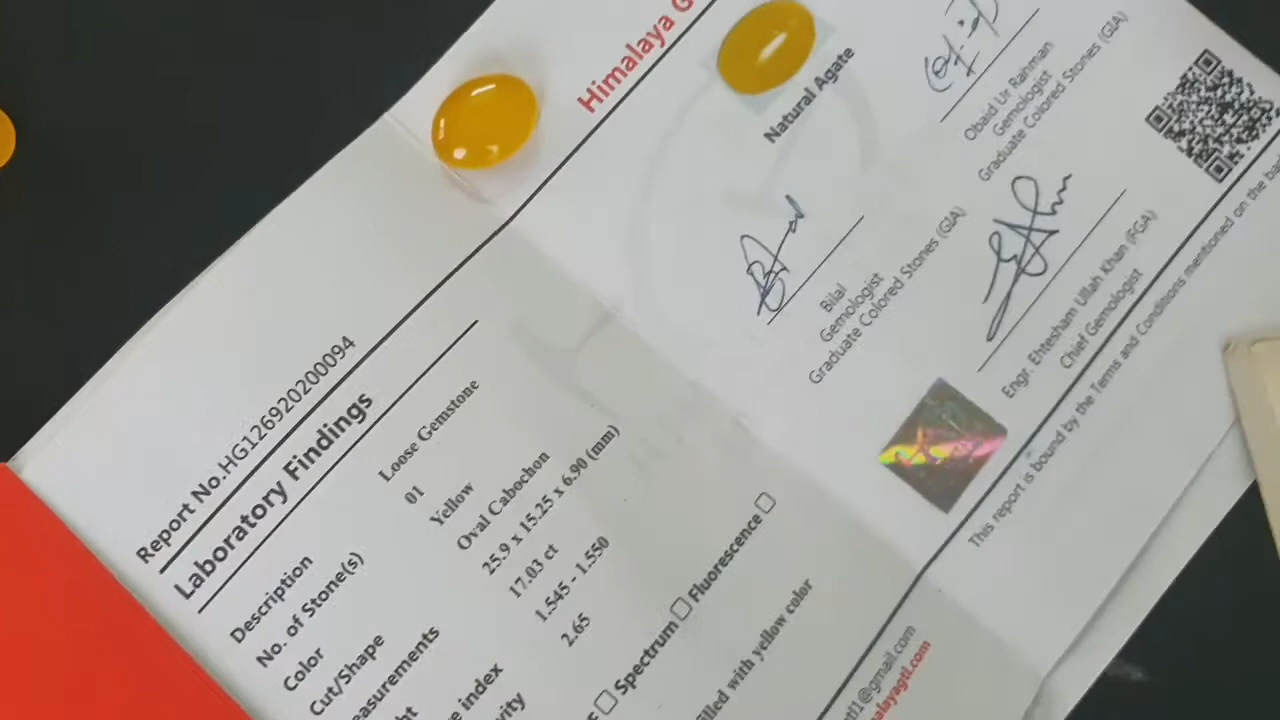 Himalaya G
Report No.HG126920200094
Laboratory Findings
Description Loose Gemstone
No. of Stone(s) 01
Color Yellow
Cut/Shape Oval Cabochon
easurements 25.9 x 15.25 x 6.90 (mm)
ht 17.03 ct
e index 1.545 - 1.550
vity 2.65
Spectrum Fluorescence
illed with yellow color
Natural Agate
Bilal
Gemologist
Graduate Colored Stones (GIA)
Obaid Ur Rahman
Gemologist
Graduate Colored Stones (GIA)
Engr. Ehtesham Ullah Khan (FGA)
Chief Gemologist
This report is bound by the Terms and Conditions mentioned on the ba
tl1@gmail.com
alayagtl.com